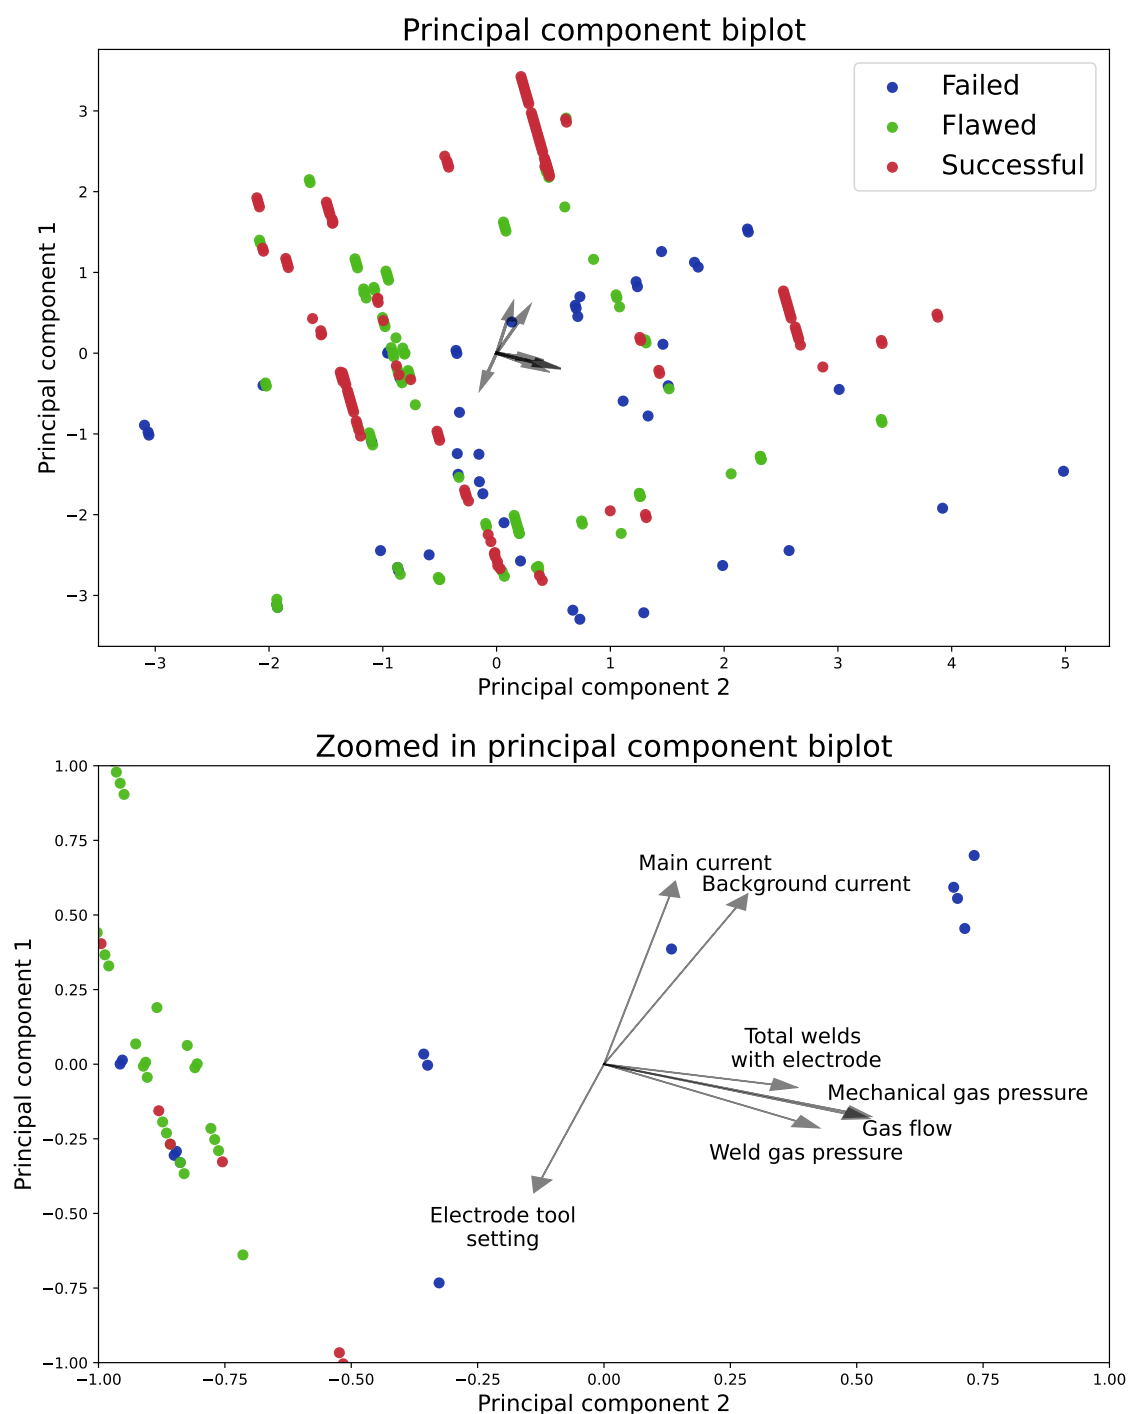 Principal component biplot
Failed
Flawed
Successful
3
2
1
0
−1
−2
−3
Principal component 1
−3
−2
−1
0
1
2
3
4
5
Principal component 2
Zoomed in principal component biplot
1.00
0.75
0.50
0.25
0.00
−0.25
−0.50
−0.75
−1.00
Principal component 1
Main current
Background current
Total welds
with electrode
Mechanical gas pressure
Gas flow
Weld gas pressure
Electrode tool
setting
−1.00
−0.75
−0.50
−0.25
0.00
0.25
0.50
0.75
1.00
Principal component 2